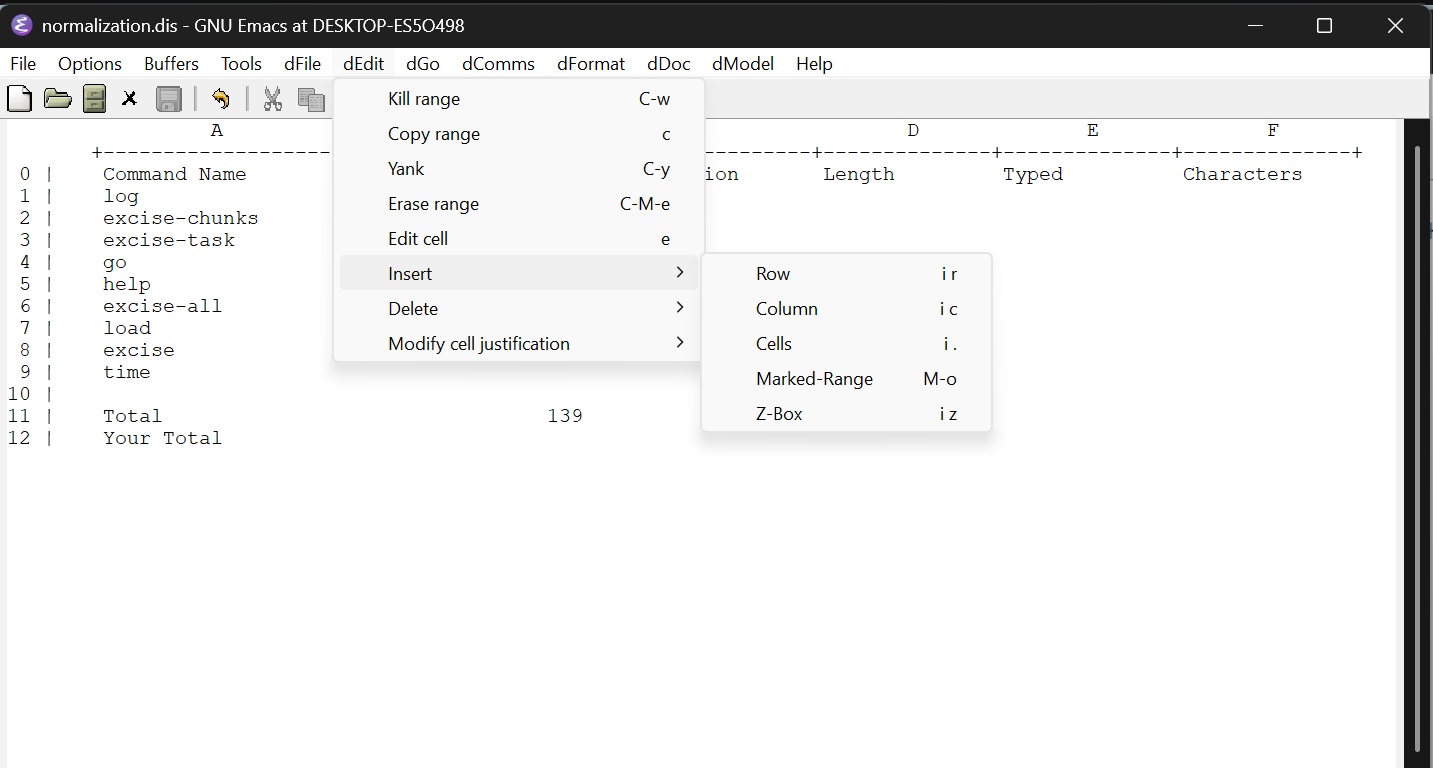 normalization.dis - GNU Emacs at DESKTOP-ES5O498
File Options Buffers Tools dFile dEdit dGo dComms dFormat dDoc dModel Help
Kill range C-w
Copy range c
Yank C-y
Erase range C-M-e
Edit cell e
Insert
Delete
Modify cell justification
Row i r
Column i c
Cells i .
Marked-Range M-o
Z-Box i z
A D E F
0 | Command Name ion Length Typed Characters
1 | log
2 | excise-chunks
3 | excise-task
4 | go
5 | help
6 | excise-all
7 | load
8 | excise
9 | time
10 |
11 | Total 139
12 | Your Total